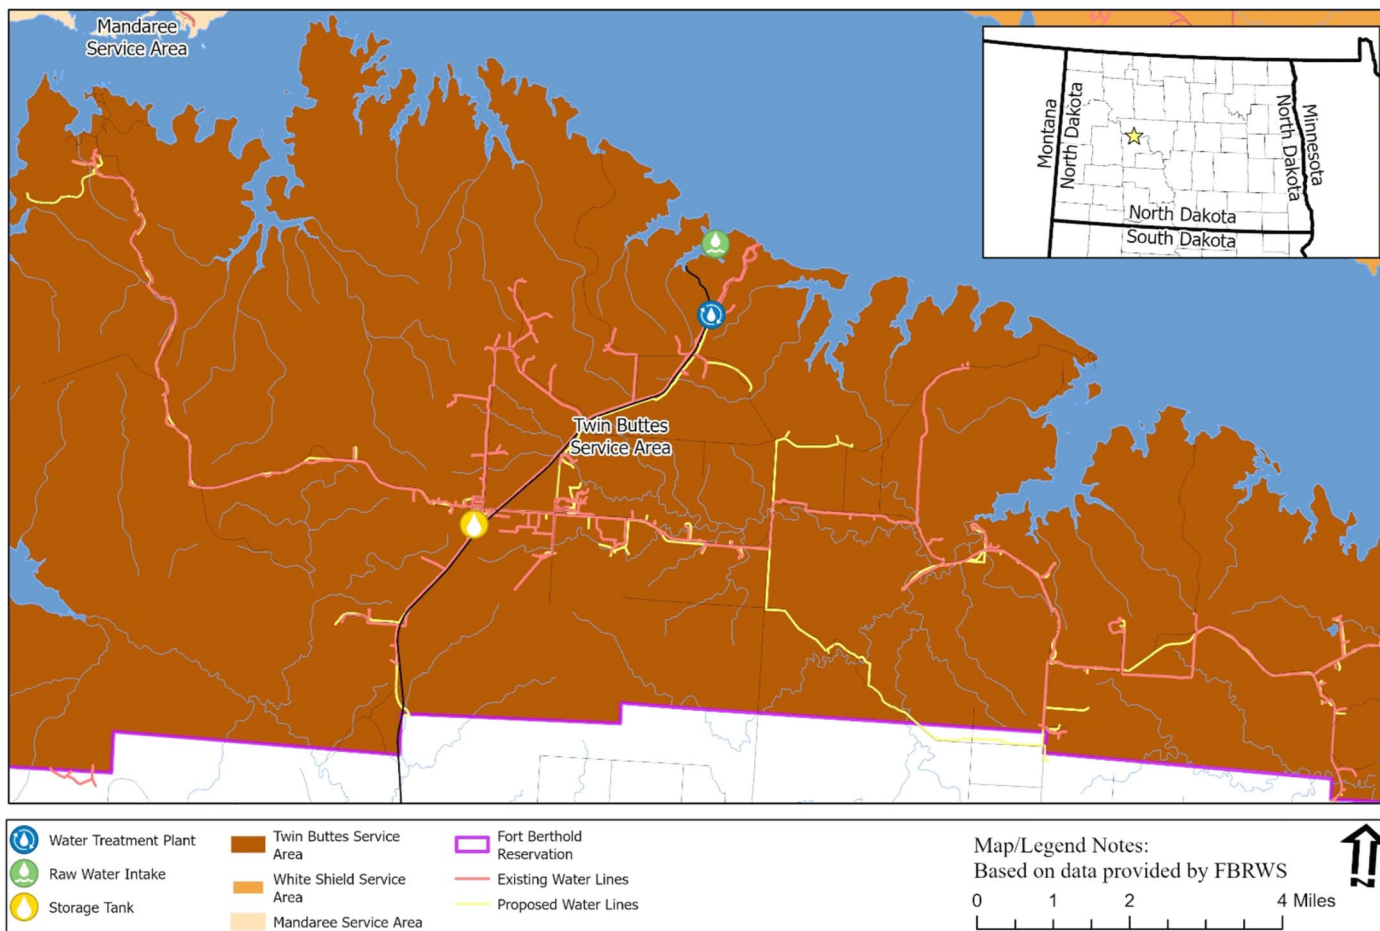 Mandaree
Service Area
Montana
North Dakota
North Dakota
Minnesota
North Dakota
South Dakota
Twin Buttes
Service Area
Water Treatment Plant
Raw Water Intake
Storage Tank
Twin Buttes Service
Area
White Shield Service
Area
Mandaree Service Area
Fort Berthold
Reservation
Existing Water Lines
Proposed Water Lines
Map/Legend Notes:
Based on data provided by FBRWS
0 1 2 4 Miles
N